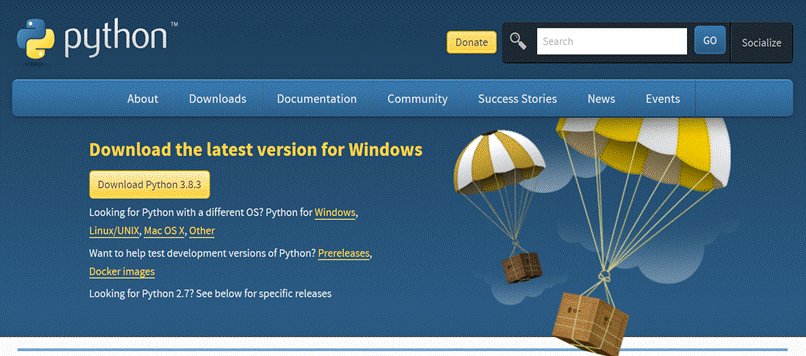 python™
Donate
Search
GO
Socialize
About Downloads Documentation Community Success Stories News Events
Download the latest version for Windows
Download Python 3.8.3
Looking for Python with a different OS? Python for Windows,
Linux/UNIX, Mac OS X, Other
Want to help test development versions of Python? Prereleases,
Docker images
Looking for Python 2.7? See below for specific releases